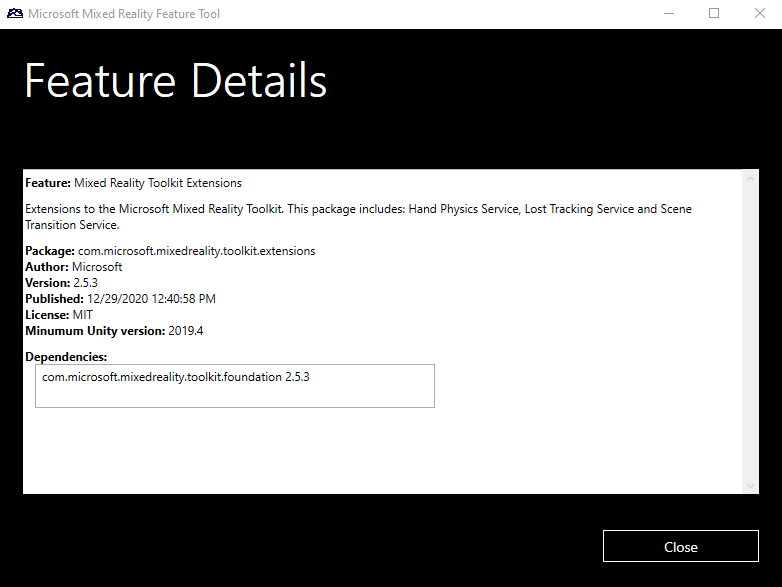 Microsoft Mixed Reality Feature Tool
Feature Details
Feature: Mixed Reality Toolkit Extensions
Extensions to the Microsoft Mixed Reality Toolkit. This package includes: Hand Physics Service, Lost Tracking Service and Scene
Transition Service.
Package: com.microsoft.mixedreality.toolkit.extensions
Author: Microsoft
Version: 2.5.3
Published: 12/29/2020 12:40:58 PM
License: MIT
Minumum Unity version: 2019.4
Dependencies:
com.microsoft.mixedreality.toolkit.foundation 2.5.3
Close